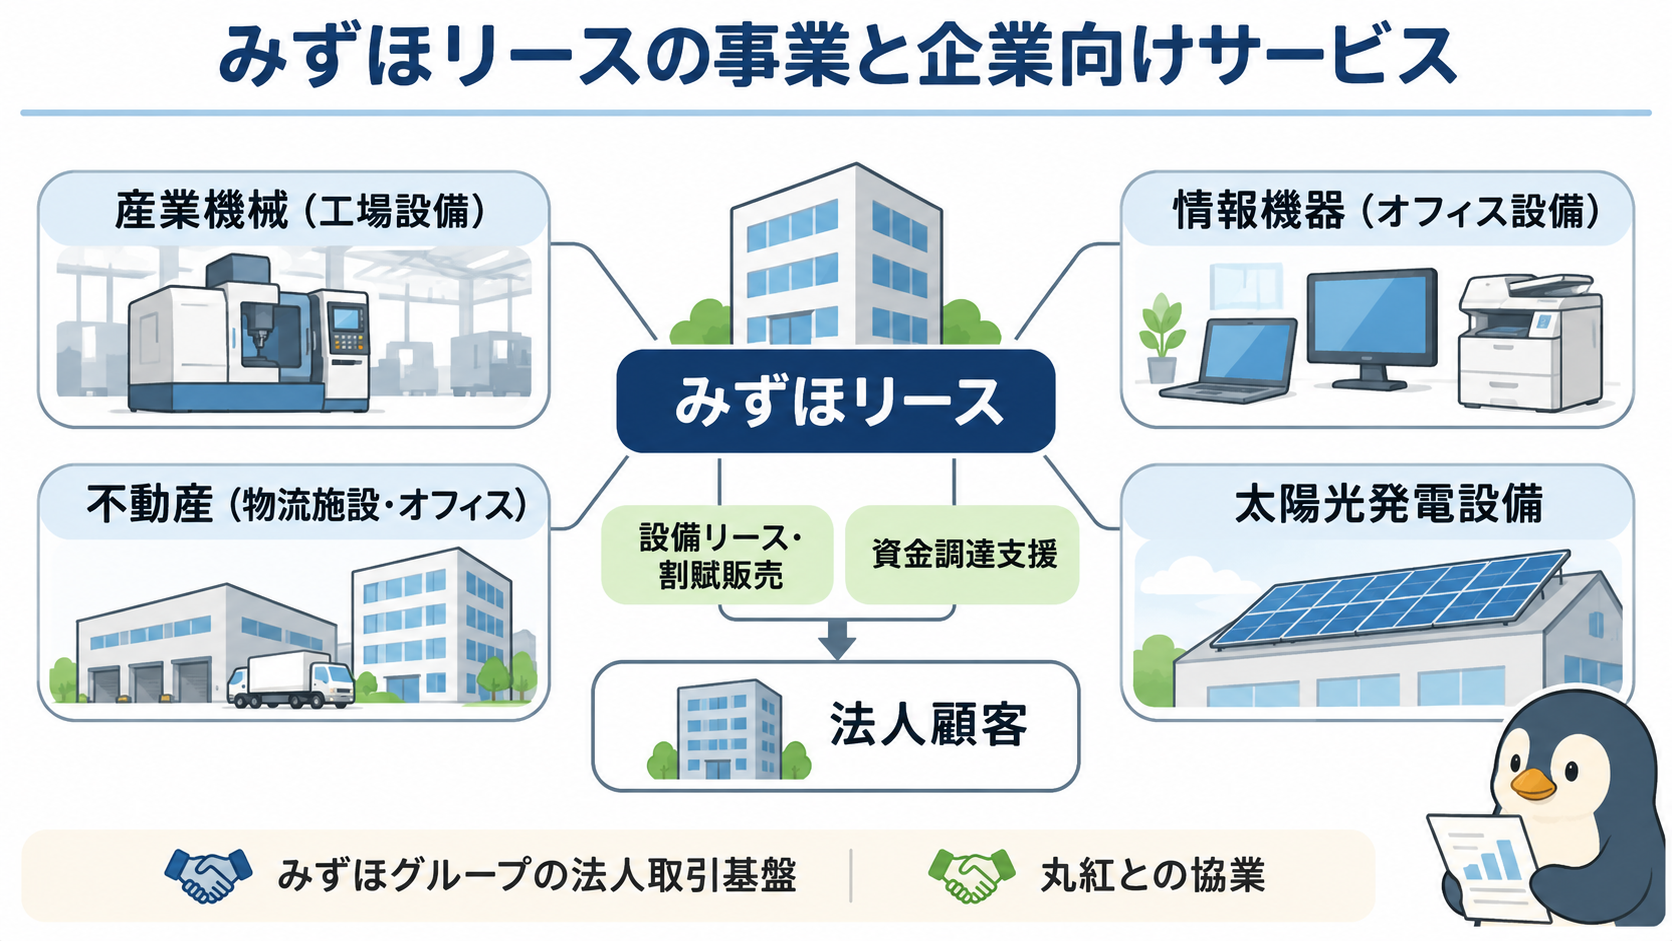 みずほリースの事業と企業向けサービス
産業機械（工場設備）
情報機器（オフィス設備）
みずほリース
不動産（物流施設・オフィス）
太陽光発電設備
設備リース・
割賦販売
資金調達支援
法人顧客
みずほグループの法人取引基盤
丸紅との協業